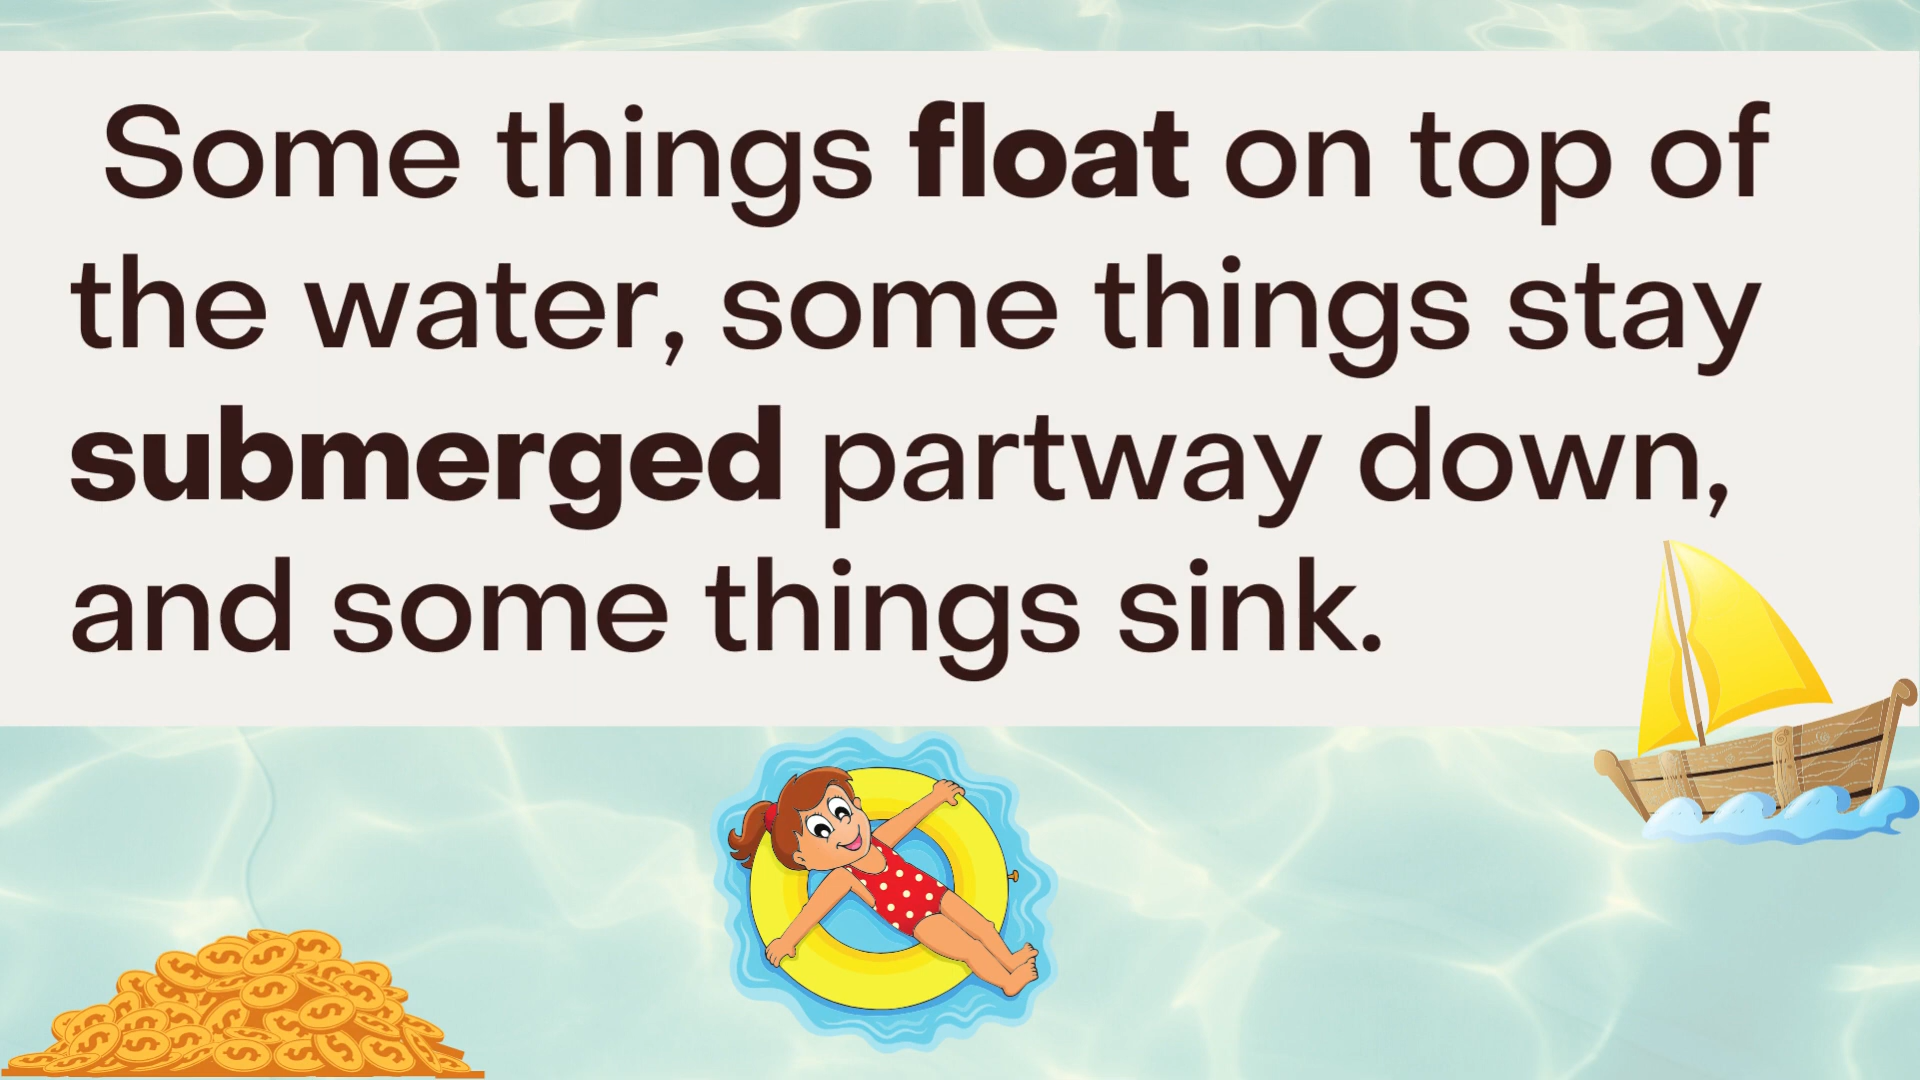 Some things float on top of
the water, some things stay
submerged partway down,
and some things sink.